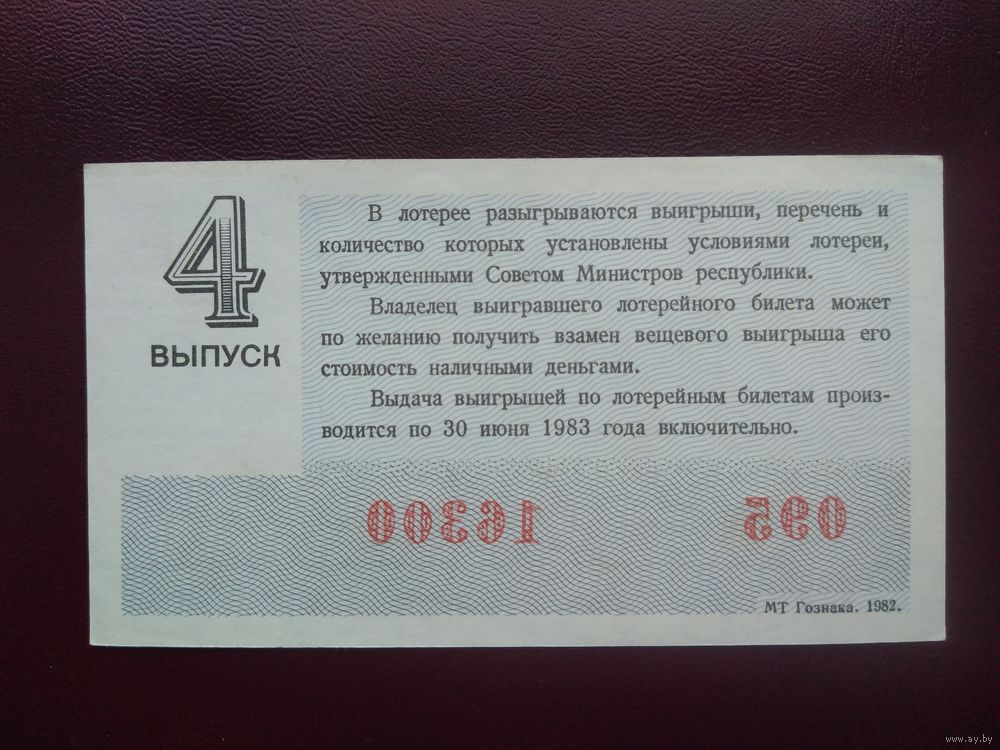 4
ВЫПУСК
В лотерее разыгрываются выигрыши, перечень и
количество которых установлены условиями лотереи,
утвержденными Советом Министров республики.
Владелец выигравшего лотерейного билета может
по желанию получить взамен вещевого выигрыша его
стоимость наличными деньгами.
Выдача выигрышей по лотерейным билетам произ-
водится по 30 июня 1983 года включительно.
16300 095
МТ Гознака. 1982.
www.ay.by